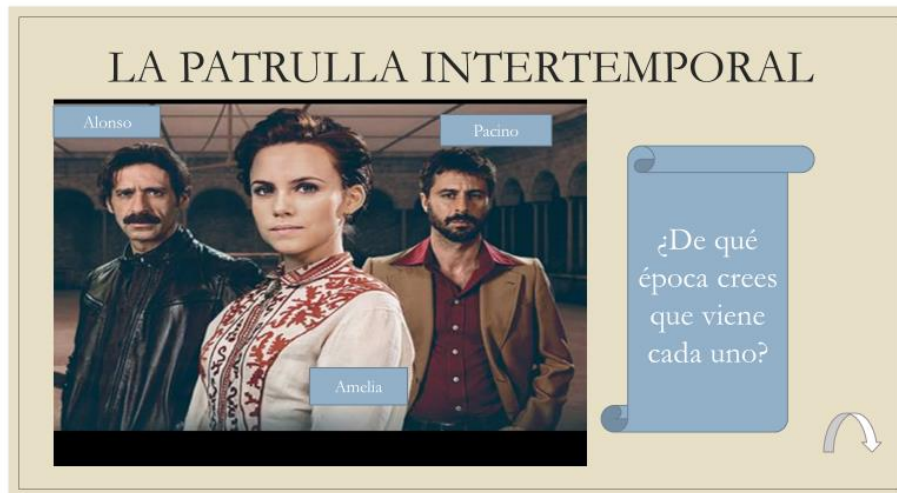 LA PATRULLA INTERTEMPORAL
Alonso
Pacino
Amelia
¿De qué
época crees
que viene
cada uno?